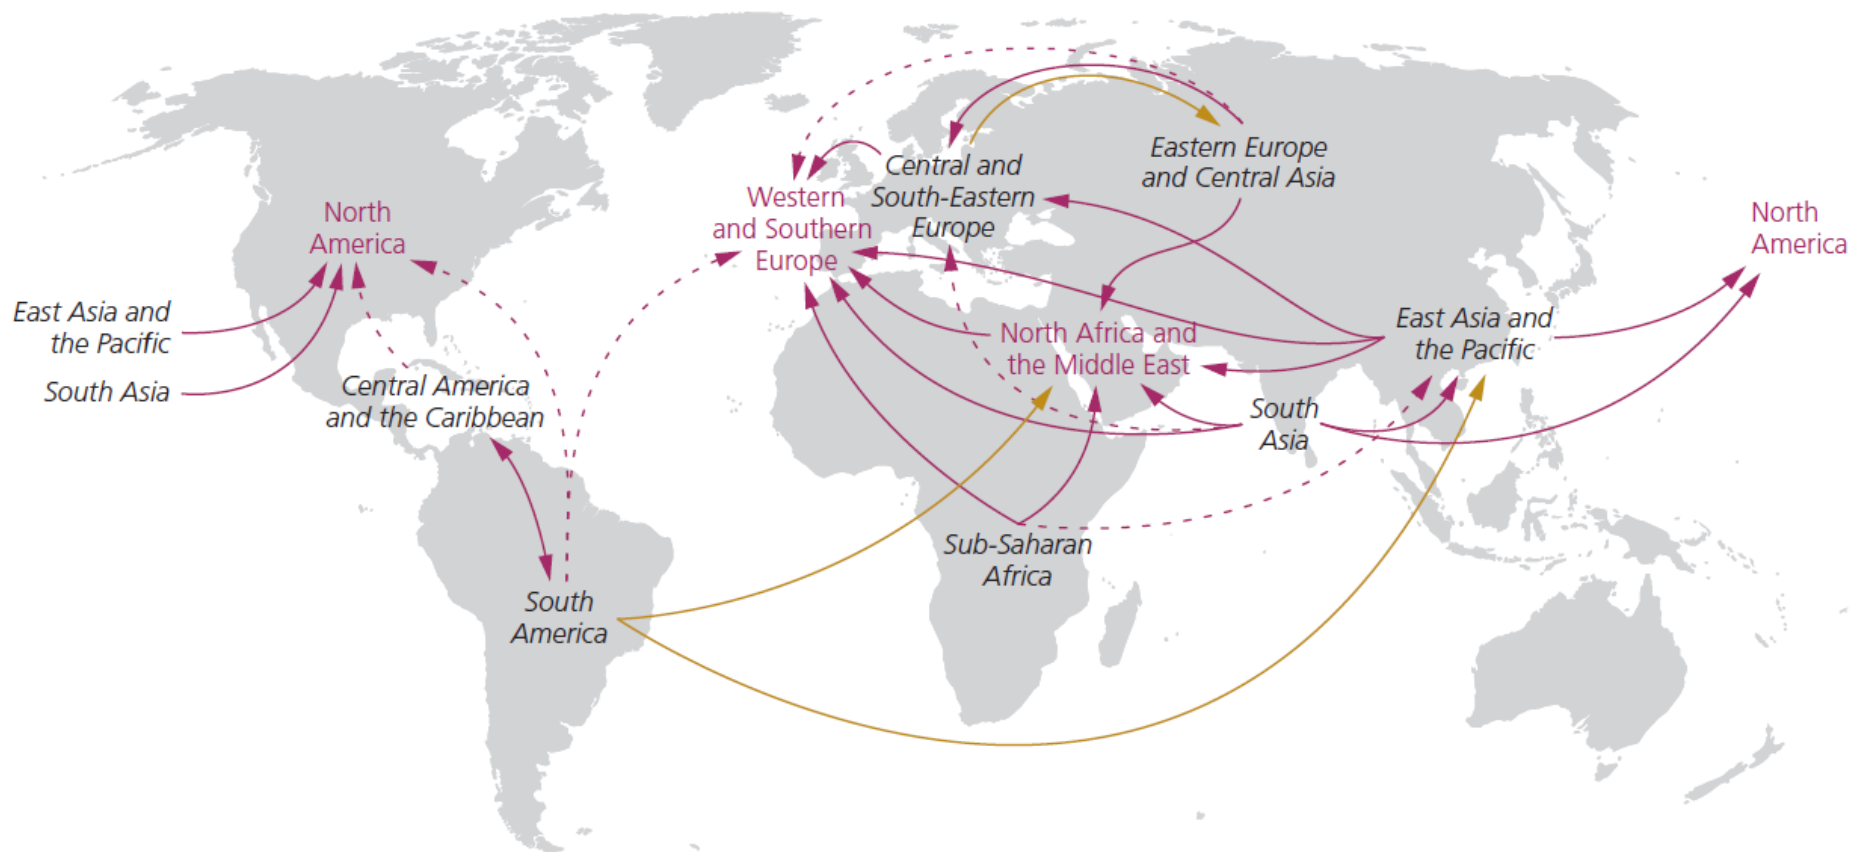 North
America
East Asia and
the Pacific
South Asia
Central America
and the Caribbean
South
America
Western
and Southern
Europe
Central and
South-Eastern
Europe
Eastern Europe
and Central Asia
North Africa and
the Middle East
Sub-Saharan
Africa
South
Asia
East Asia and
the Pacific
North
America